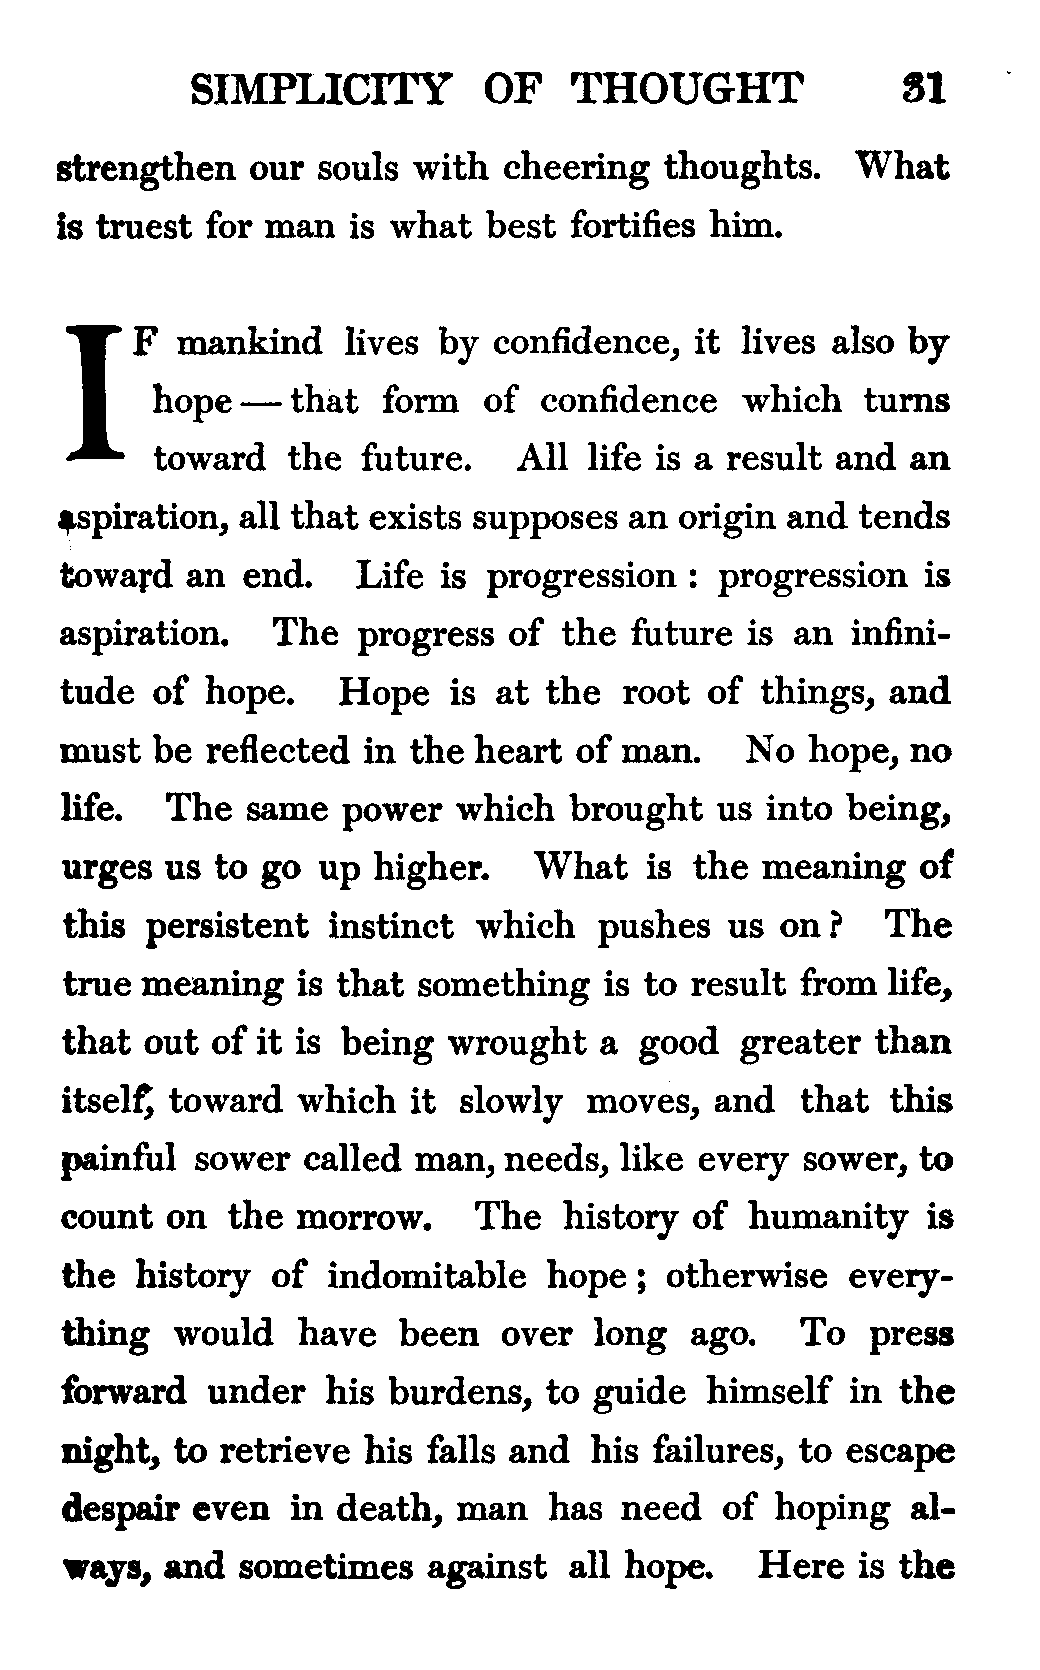 SIMPLICITY OF THOUGHT 31
strengthen our souls with cheering thoughts. What
is truest for man is what best fortifies him.
IF mankind lives by confidence, it lives also by
hope — that form of confidence which turns
toward the future. All life is a result and an
aspiration, all that exists supposes an origin and tends
toward an end. Life is progression : progression is
aspiration. The progress of the future is an infini-
tude of hope. Hope is at the root of things, and
must be reflected in the heart of man. No hope, no
life. The same power which brought us into being,
urges us to go up higher. What is the meaning of
this persistent instinct which pushes us on ? The
true meaning is that something is to result from life,
that out of it is being wrought a good greater than
itself, toward which it slowly moves, and that this
painful sower called man, needs, like every sower, to
count on the morrow. The history of humanity is
the history of indomitable hope ; otherwise every-
thing would have been over long ago. To press
forward under his burdens, to guide himself in the
night, to retrieve his falls and his failures, to escape
despair even in death, man has need of hoping al-
ways, and sometimes against all hope. Here is the